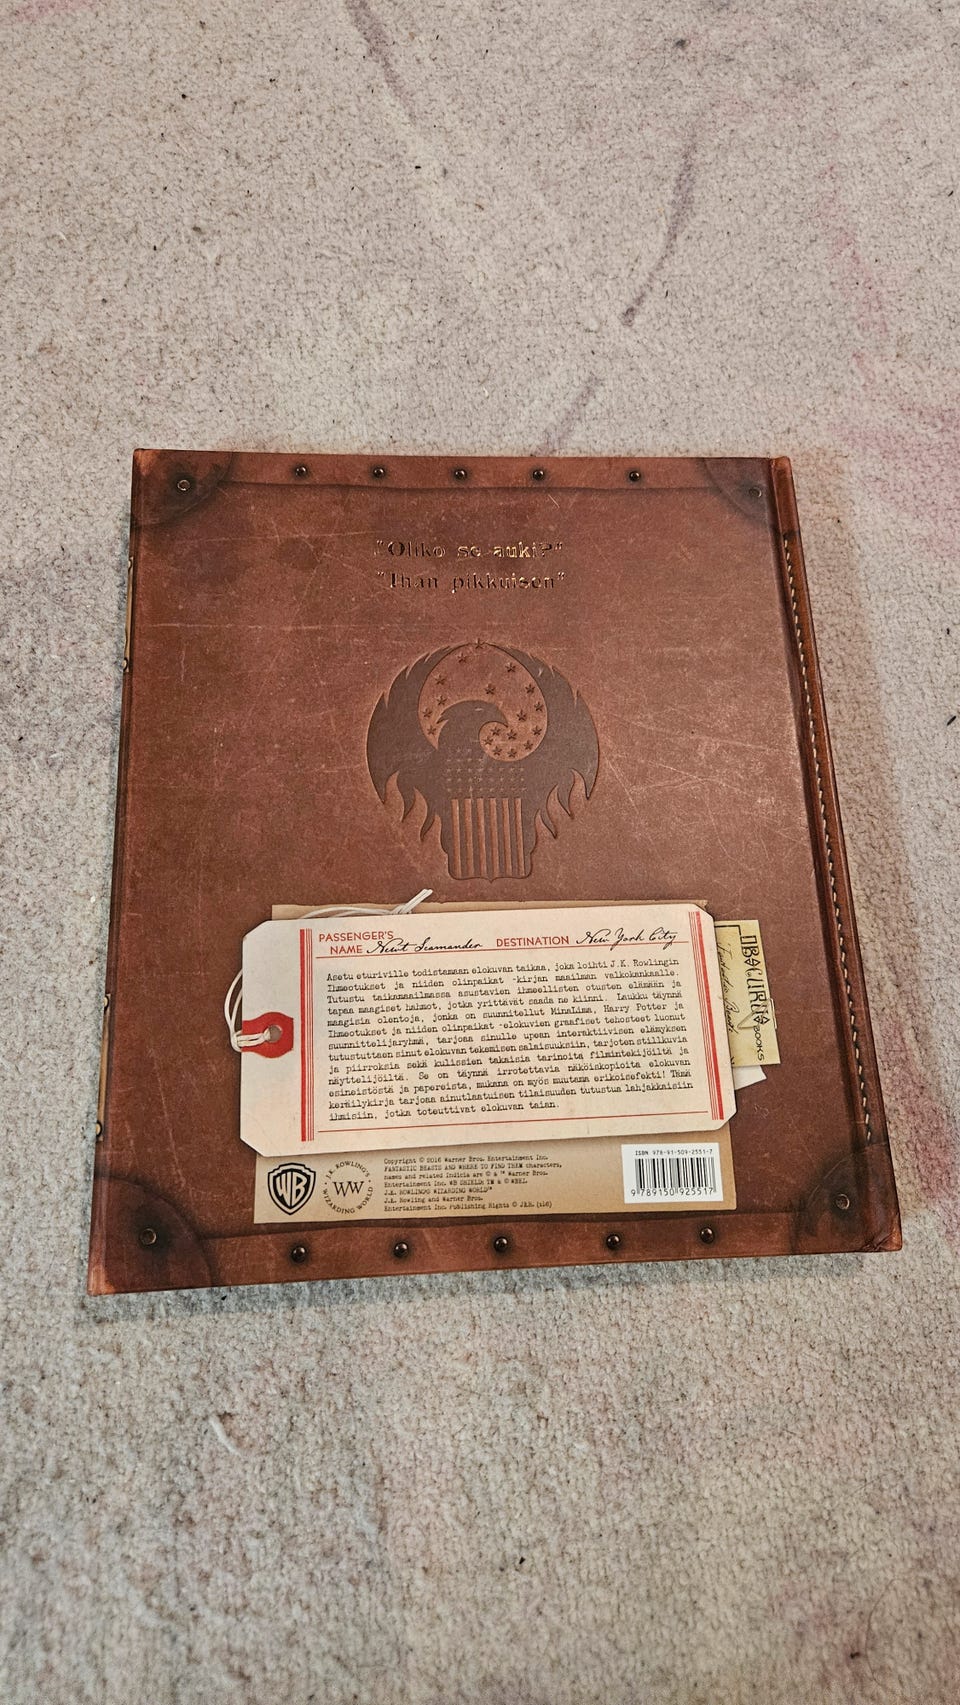 "Oliko se auki?"
"Ihan pikkuisen"
PASSENGER'S
NAME Newt Scamander DESTINATION New York City
Asetu eturiville todistamaan elokuvan taikaa, joka loihti J.K. Rowlingin
Ihmeotukset ja niiden olinpaikat -kirjan maailman valkokankaalle.
Tutustu taikamaailmassa asustavien ihmeellisten otusten elämään ja
tapaa maagiset hahmot, jotka yrittävät saada ne kiinni. Laukku täynnä
maagisia olentoja, jonka on suunnitellut MinaLima, Harry Potter ja
Ihmeotukset ja niiden olinpaikat -elokuvien graafiset tehosteet luonut
suunnittelijaryhmä, tarjoaa sinulle upean interaktiivisen elämyksen
tutustuttaen sinut elokuvan tekemisen salaisuuksiin, tarjoten stillkuvia
ja piirroksia sekä kulissien takaisia tarinoita filmintekijöiltä ja
näyttelijöiltä. Se on täynnä irrotettavia näköiskopioita elokuvan
esineistöstä ja papereista, mukana on myös muutama erikoisefekti! Tämä
keräilykirja tarjoaa ainutlaatuisen tilaisuuden tutustua lahjakkaisiin
ihmisiin, jotka toteuttivat elokuvan taian.
OBSCURUS
BOOKS
WB
J.K. ROWLING'S
WW
WIZARDING WORLD
Copyright © 2016 Warner Bros. Entertainment Inc.
FANTASTIC BEASTS AND WHERE TO FIND THEM characters,
names and related indicia are © & ™ Warner Bros.
Entertainment Inc. WB SHIELD: TM & © WBEI.
J.K. ROWLING'S WIZARDING WORLD™
J.K. Rowling and Warner Bros.
Entertainment Inc. Publishing Rights © JKR. (s16)
ISBN 978-91-509-2551-7
9 789150 925517